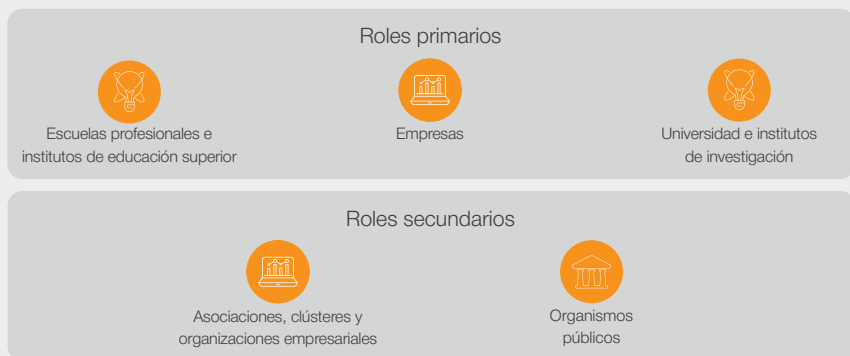 Roles primarios
Escuelas profesionales e
institutos de educación superior
Empresas
Universidad e institutos
de investigación
Roles secundarios
Asociaciones, clústeres y
organizaciones empresariales
Organismos
públicos